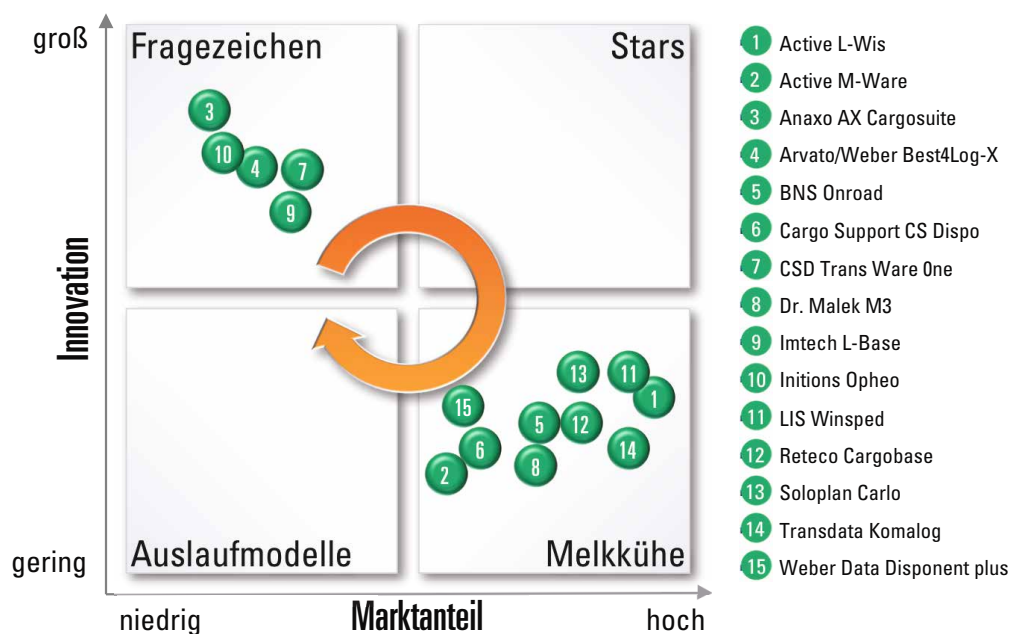 groß
Fragezeichen
Stars
3
10
4
7
9
Innovation
13
11
1
15
5
12
6
14
2
8
gering
Auslaufmodelle
Melkkühe
niedrig
Marktanteil
hoch
1 Active L-Wis
2 Active M-Ware
3 Anaxo AX Cargosuite
4 Arvato/Weber Best4Log-X
5 BNS Onroad
6 Cargo Support CS Dispo
7 CSD Trans Ware 0ne
8 Dr. Malek M3
9 Imtech L-Base
10 Initions Opheo
11 LIS Winsped
12 Reteco Cargobase
13 Soloplan Carlo
14 Transdata Komalog
15 Weber Data Disponent plus